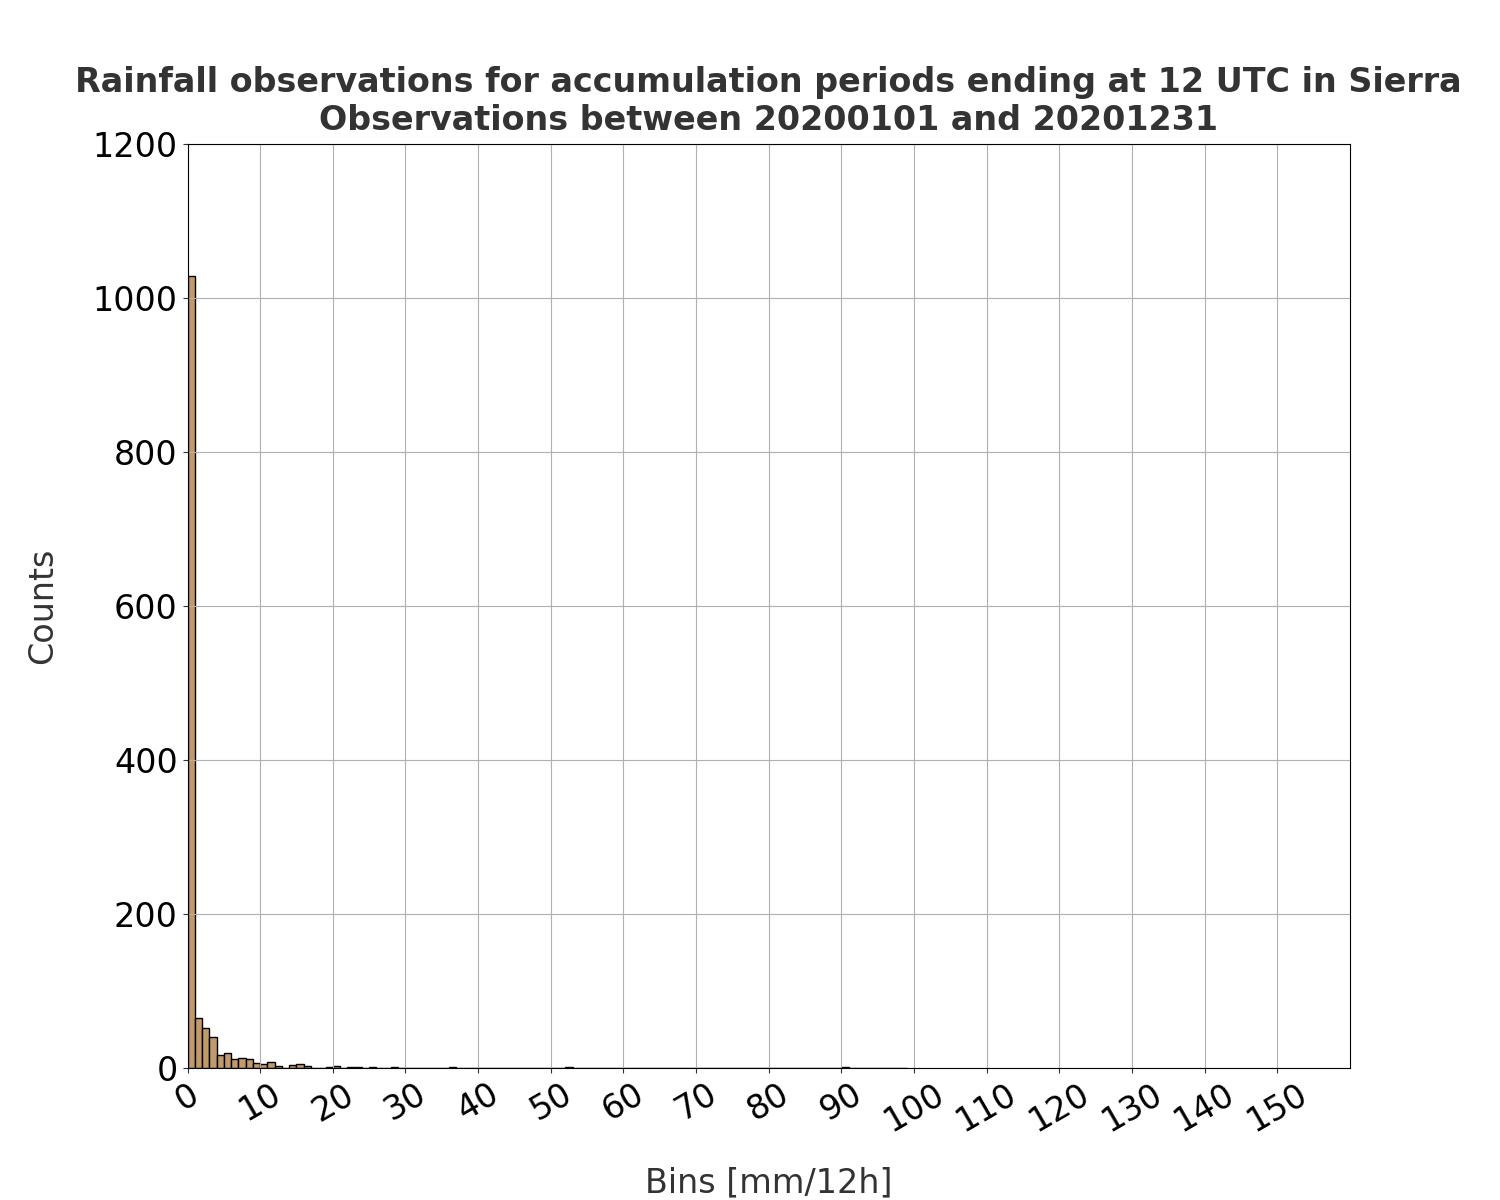 Rainfall observations for accumulation periods ending at 12 UTC in Sierra
Observations between 20200101 and 20201231
1200
1000
800
600
400
200
0
Counts
0 10 20 30 40 50 60 70 80 90 100 110 120 130 140 150
Bins [mm/12h]